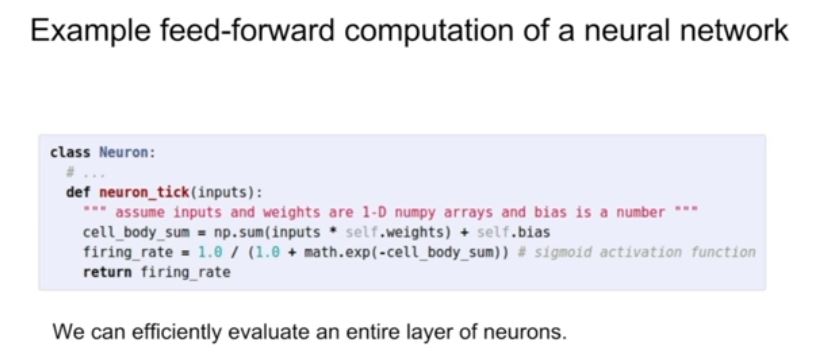 Example feed-forward computation of a neural network
class Neuron:
# ...
def neuron_tick(inputs):
""" assume inputs and weights are 1-D numpy arrays and bias is a number """
cell_body_sum = np.sum(inputs * self.weights) + self.bias
firing_rate = 1.0 / (1.0 + math.exp(-cell_body_sum)) # sigmoid activation function
return firing_rate
We can efficiently evaluate an entire layer of neurons.